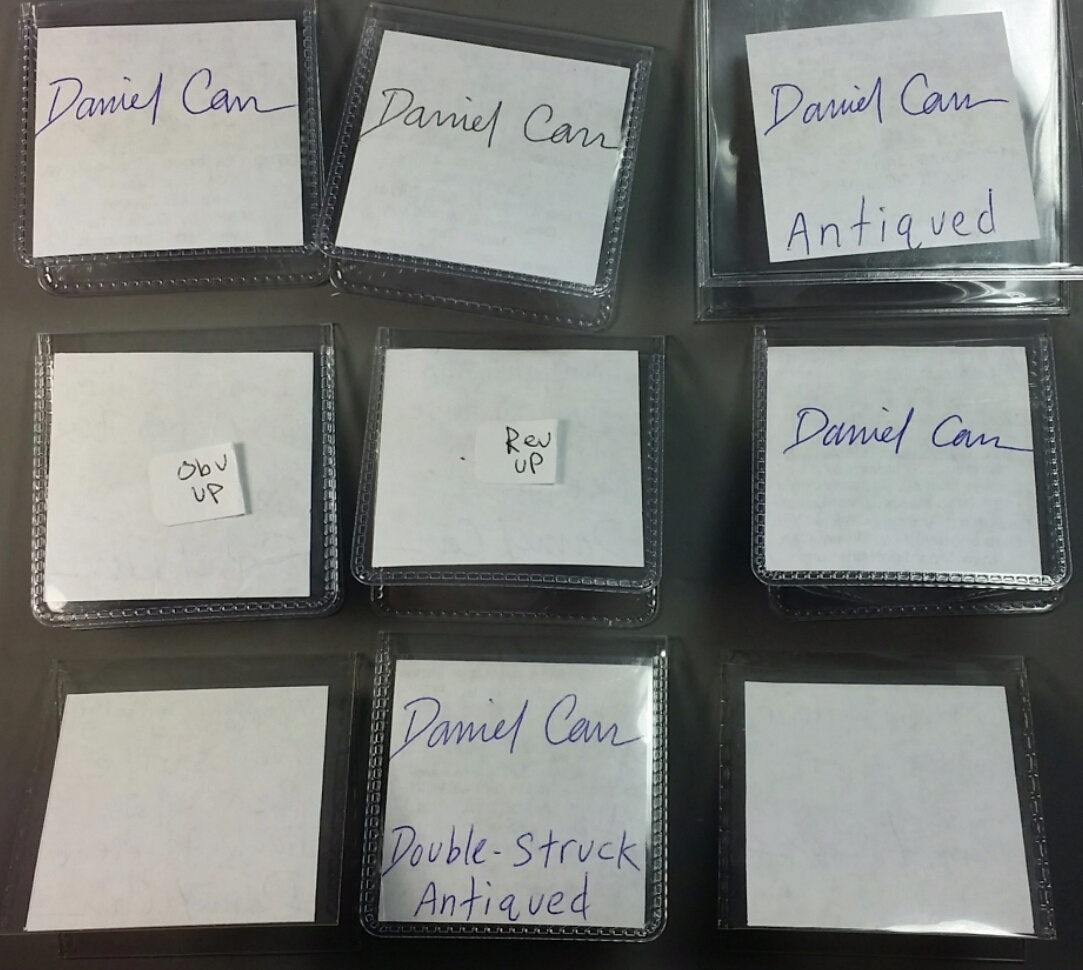 Daniel Carr
Daniel Carr
Daniel Carr
Antiqued
Obv
UP
Rev
UP
Daniel Carr
Daniel Carr
Double-Struck
Antiqued